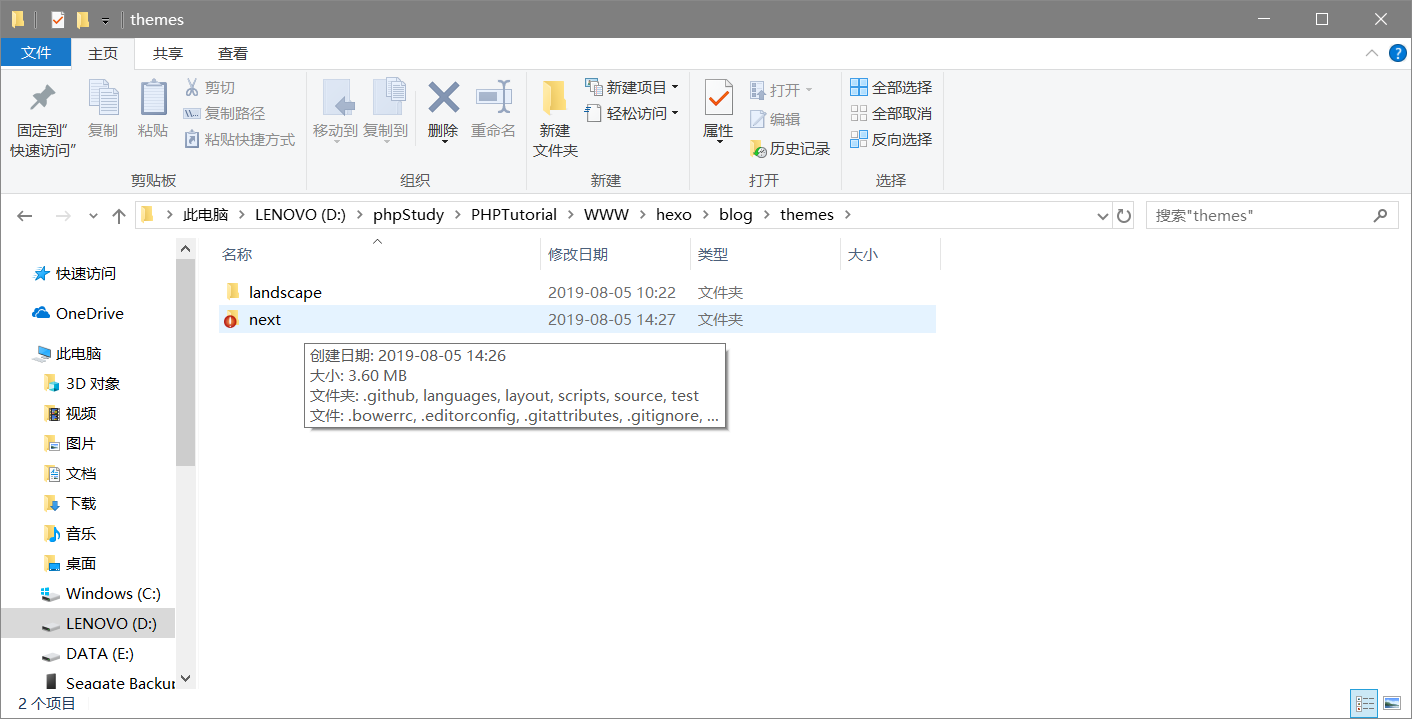 themes
文件 主页 共享 查看
固定到"快速访问" 复制 粘贴 剪切 复制路径 粘贴快捷方式
移动到 复制到 删除 重命名
新建文件夹 新建项目 轻松访问
属性 打开 编辑 历史记录
全部选择 全部取消 反向选择
剪贴板 组织 新建 打开 选择
此电脑 LENOVO (D:) phpStudy PHPTutorial WWW hexo blog themes
搜索"themes"
名称 修改日期 类型 大小
landscape 2019-08-05 10:22 文件夹
next 2019-08-05 14:27 文件夹
创建日期: 2019-08-05 14:26
大小: 3.60 MB
文件夹: .github, languages, layout, scripts, source, test
文件: .bowerrc, .editorconfig, .gitattributes, .gitignore, ...
快速访问
OneDrive
此电脑
3D 对象
视频
图片
文档
下载
音乐
桌面
Windows (C:)
LENOVO (D:)
DATA (E:)
Seagate Backup
2 个项目